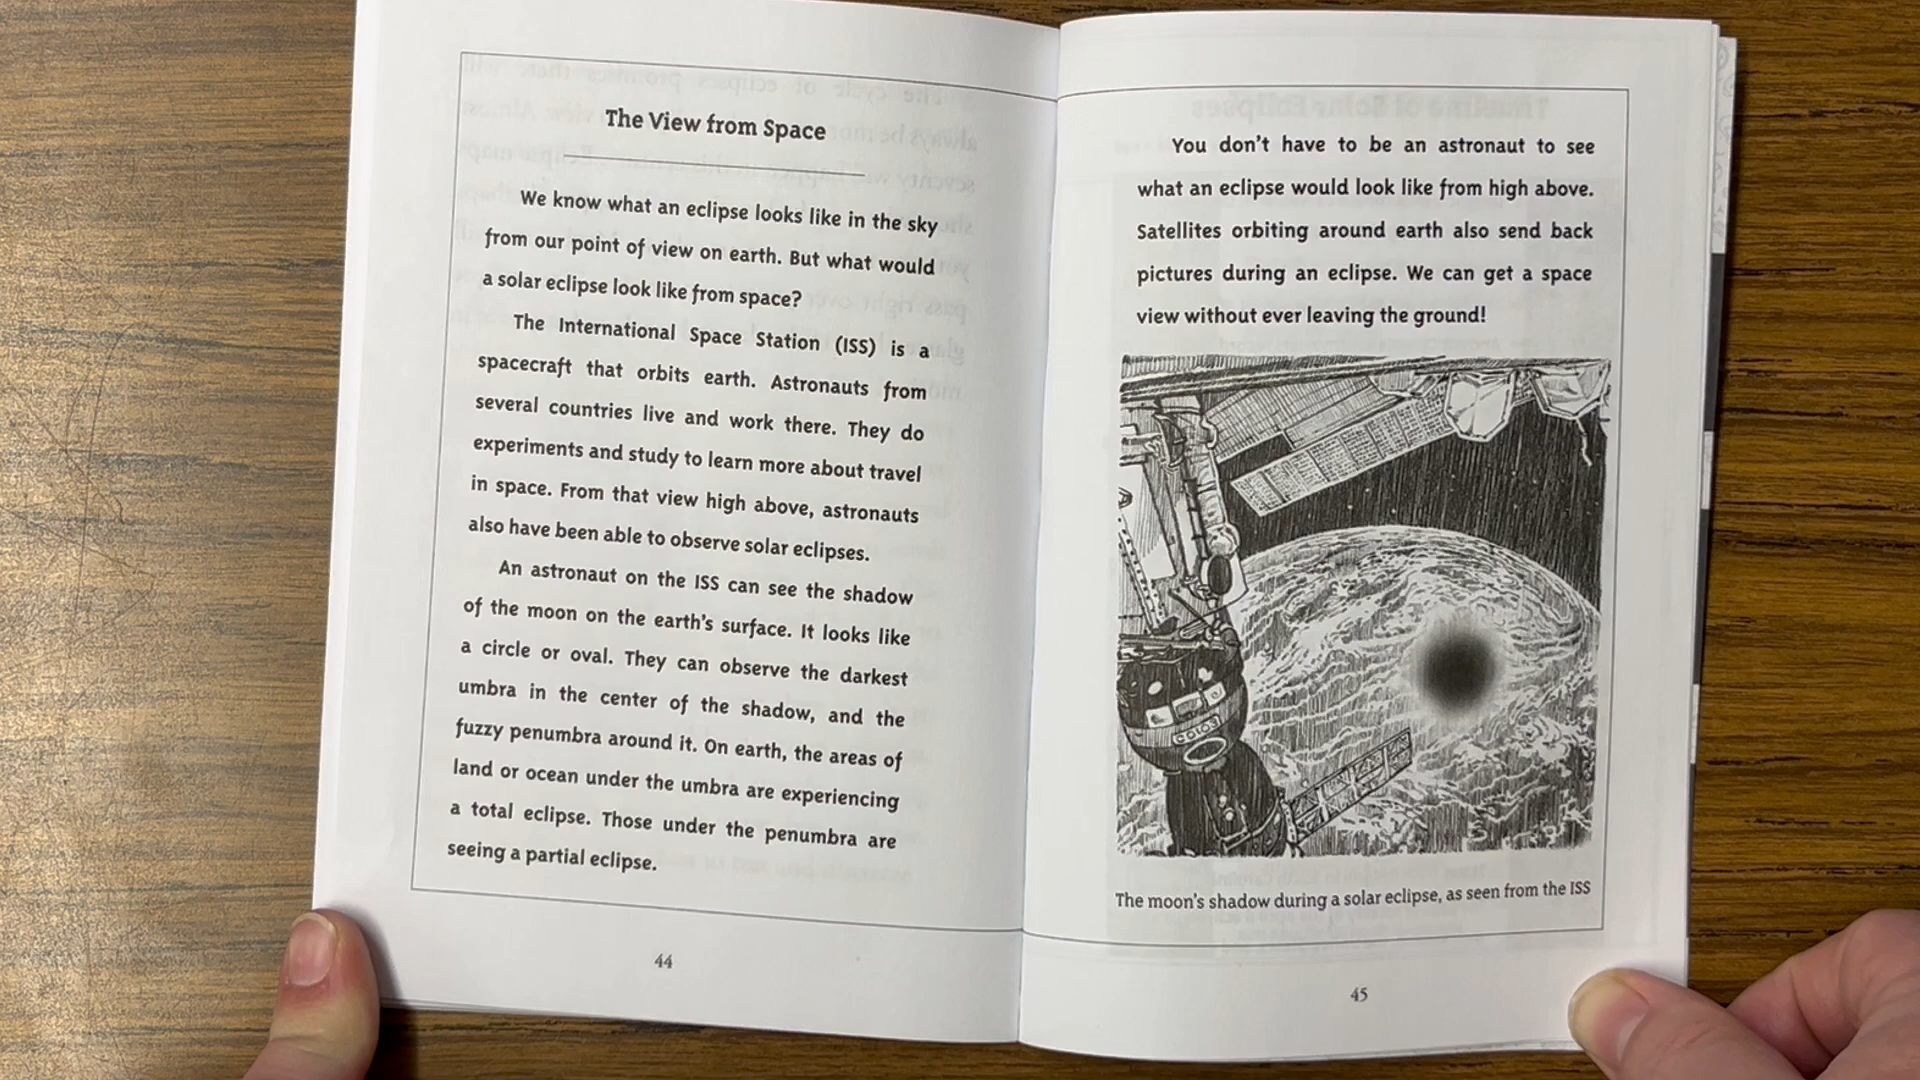 The View from Space
We know what an eclipse looks like in the sky
from our point of view on earth. But what would
a solar eclipse look like from space?
The International Space Station (ISS) is a
spacecraft that orbits earth. Astronauts from
several countries live and work there. They do
experiments and study to learn more about travel
in space. From that view high above, astronauts
also have been able to observe solar eclipses.
An astronaut on the ISS can see the shadow
of the moon on the earth's surface. It looks like
a circle or oval. They can observe the darkest
umbra in the center of the shadow, and the
fuzzy penumbra around it. On earth, the areas of
land or ocean under the umbra are experiencing
a total eclipse. Those under the penumbra are
seeing a partial eclipse.
44
You don't have to be an astronaut to see
what an eclipse would look like from high above.
Satellites orbiting around earth also send back
pictures during an eclipse. We can get a space
view without ever leaving the ground!
The moon's shadow during a solar eclipse, as seen from the ISS
45